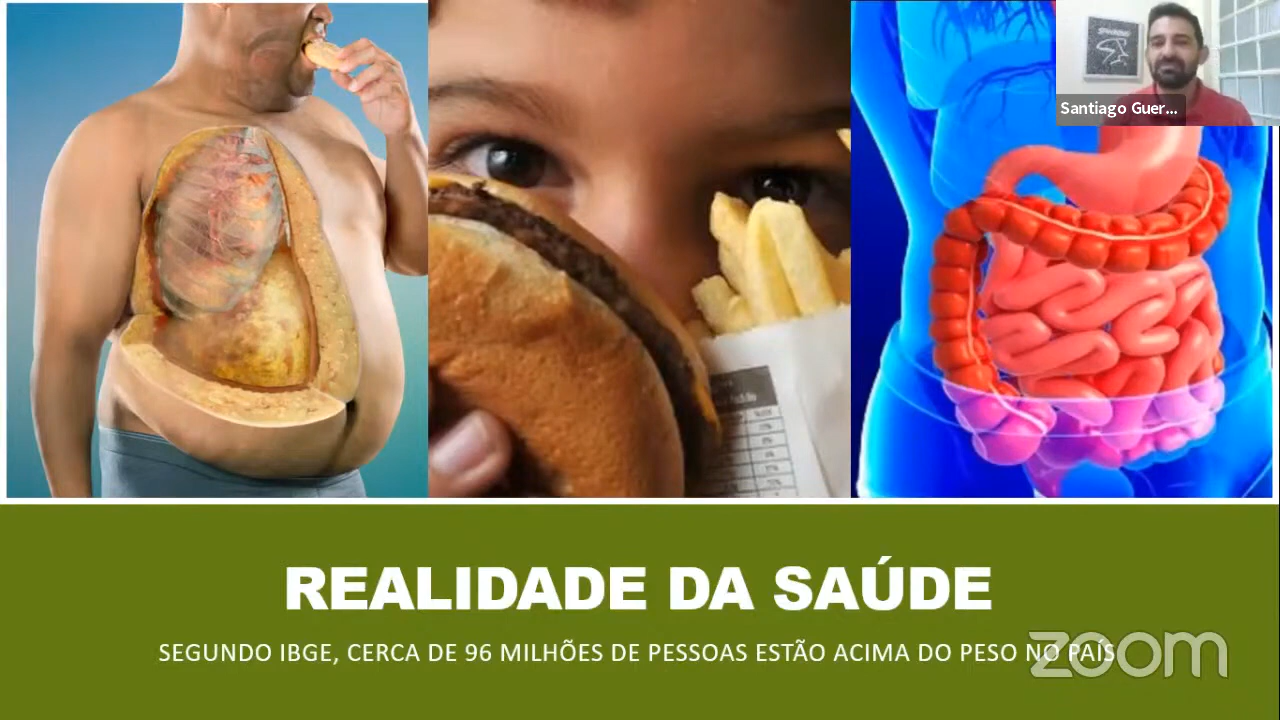 Santiago Guer...
REALIDADE DA SAÚDE
SEGUNDO IBGE, CERCA DE 96 MILHÕES DE PESSOAS ESTÃO ACIMA DO PESO NO PAÍS
zoom